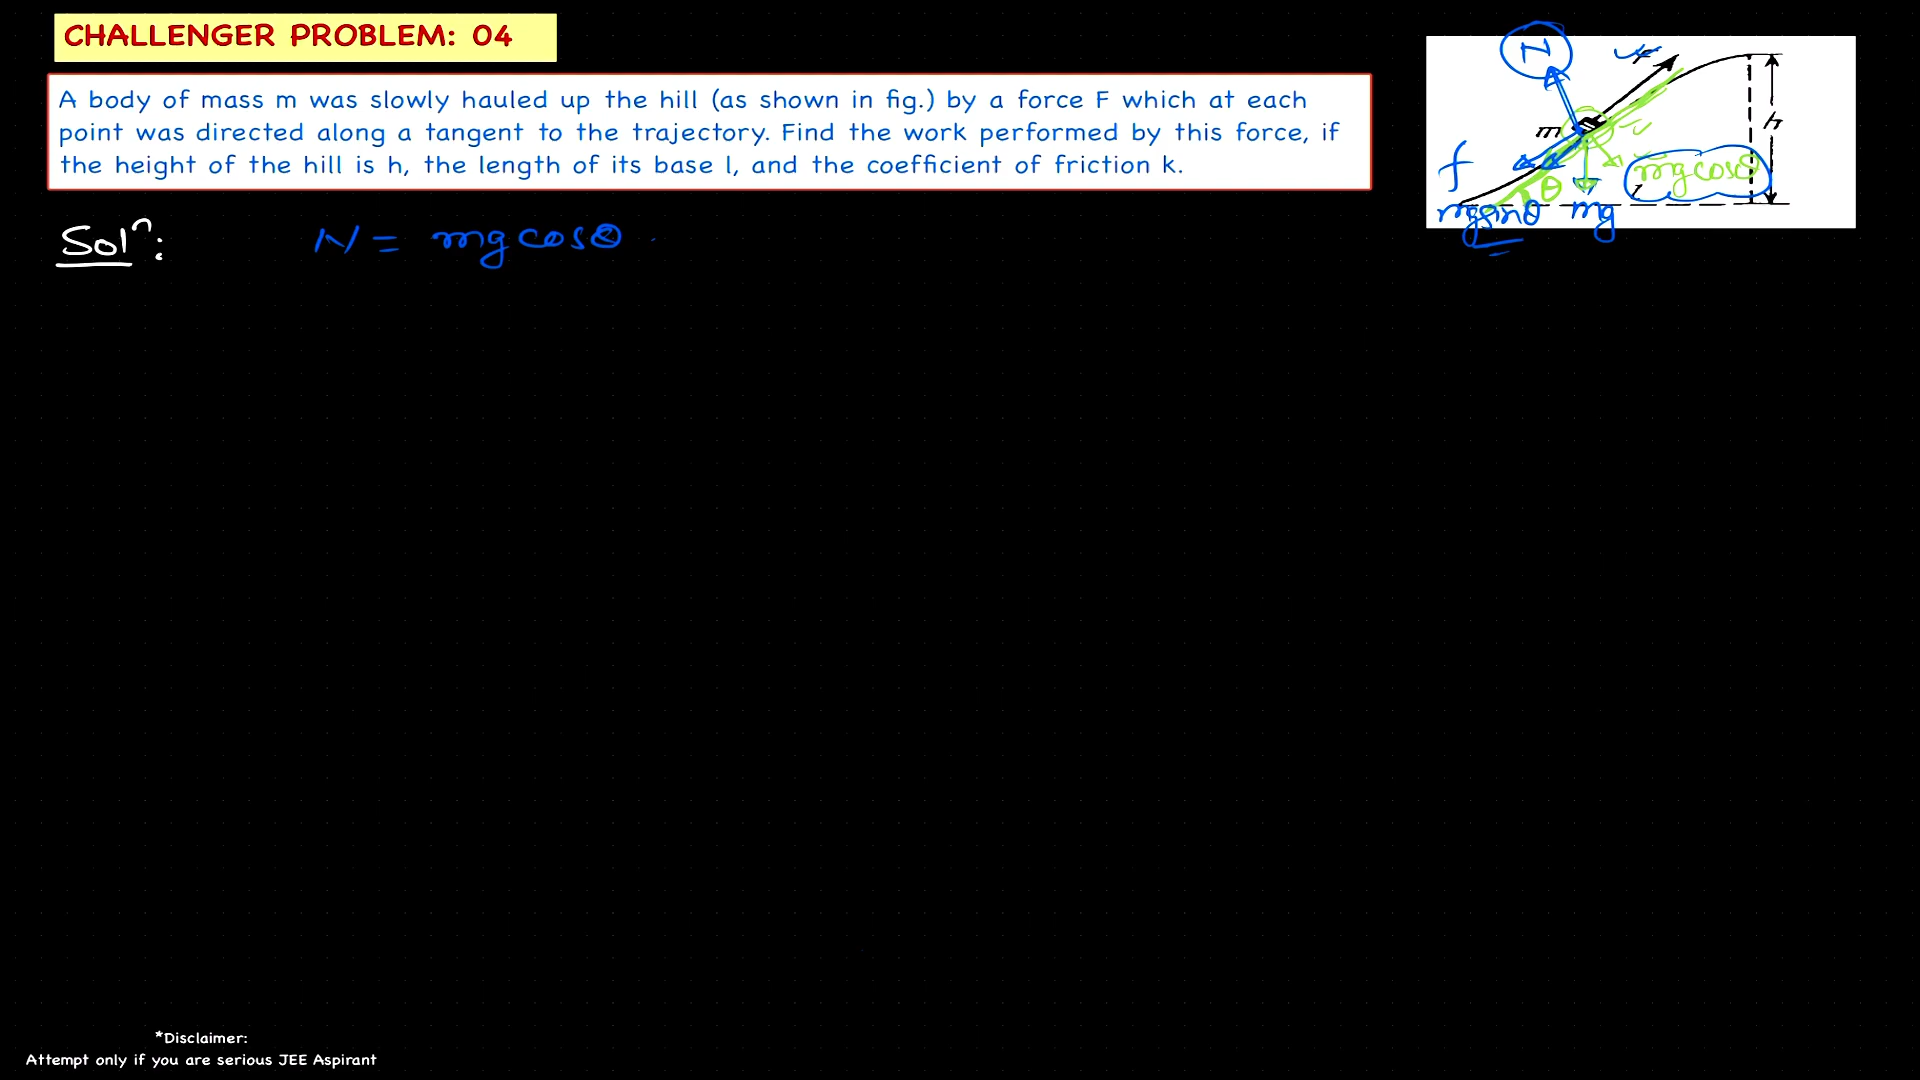 CHALLENGER PROBLEM: 04
A body of mass m was slowly hauled up the hill (as shown in fig.) by a force F which at each
point was directed along a tangent to the trajectory. Find the work performed by this force, if
the height of the hill is h, the length of its base l, and the coefficient of friction k.
N
m
h
f
mg cosθ
θ
l
mg sinθ
mg
Solⁿ:
N = mg cosθ
*Disclaimer:
Attempt only if you are serious JEE Aspirant